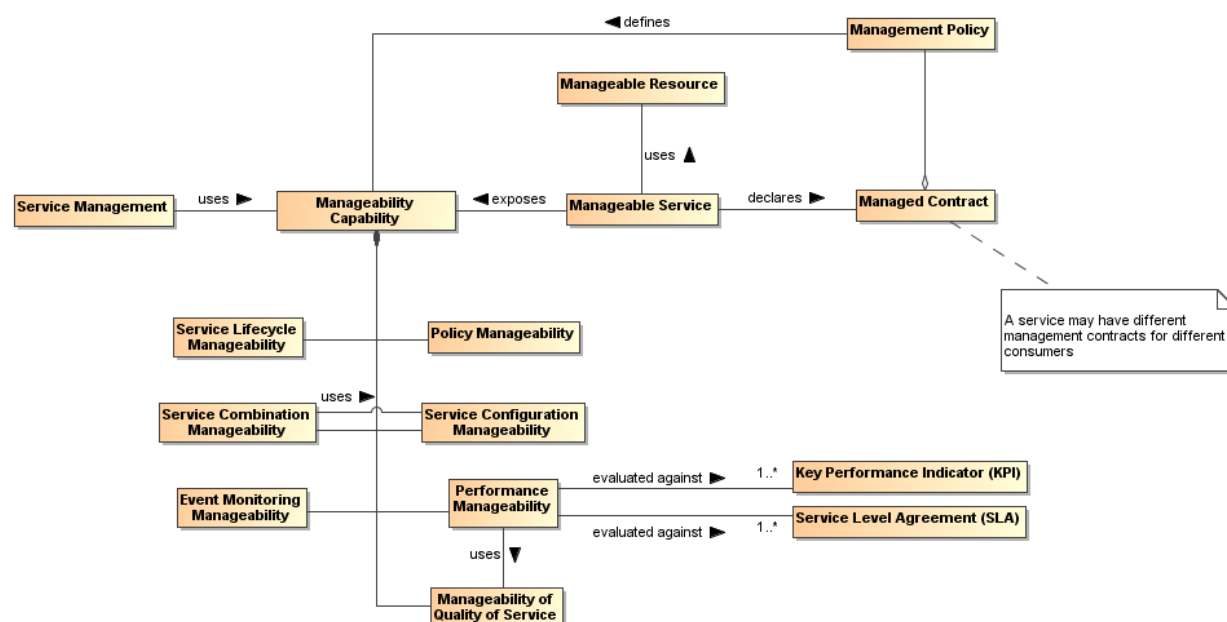 defines
Management Policy
Manageable Resource
uses
Service Management
uses
Manageability
Capability
exposes
Manageable Service
declares
Managed Contract
A service may have different
management contracts for different
consumers
Service Lifecycle
Manageability
Policy Manageability
uses
Service Combination
Manageability
Service Configuration
Manageability
Event Monitoring
Manageability
Performance
Manageability
evaluated against
1..*
Key Performance Indicator (KPI)
evaluated against
1..*
Service Level Agreement (SLA)
uses
Manageability of
Quality of Service